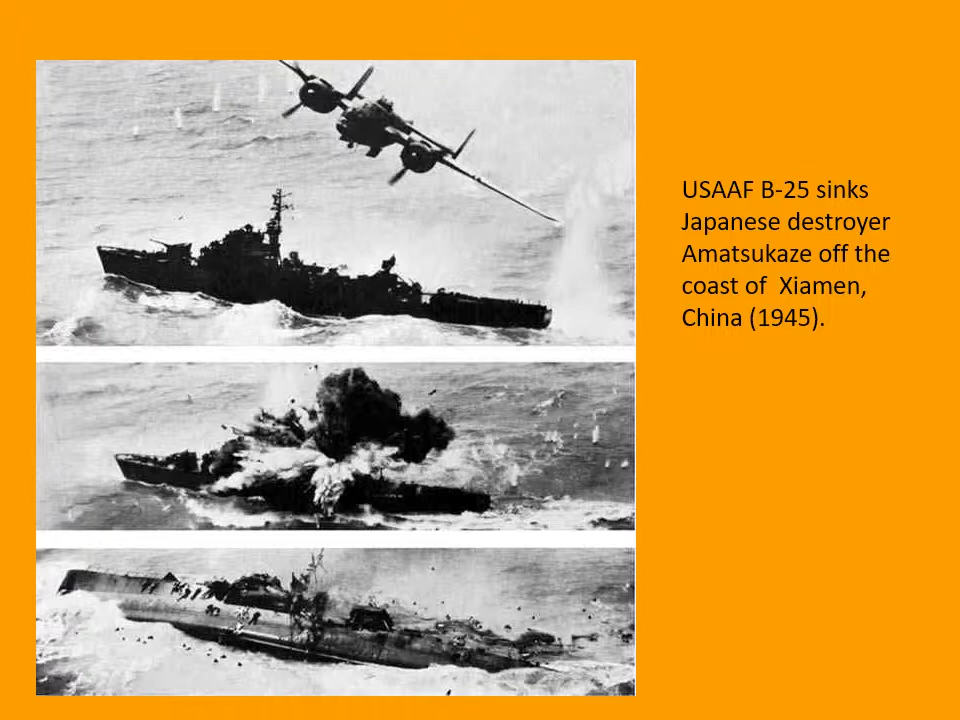 USAAF B-25 sinks
Japanese destroyer
Amatsukaze off the
coast of  Xiamen,
China (1945).